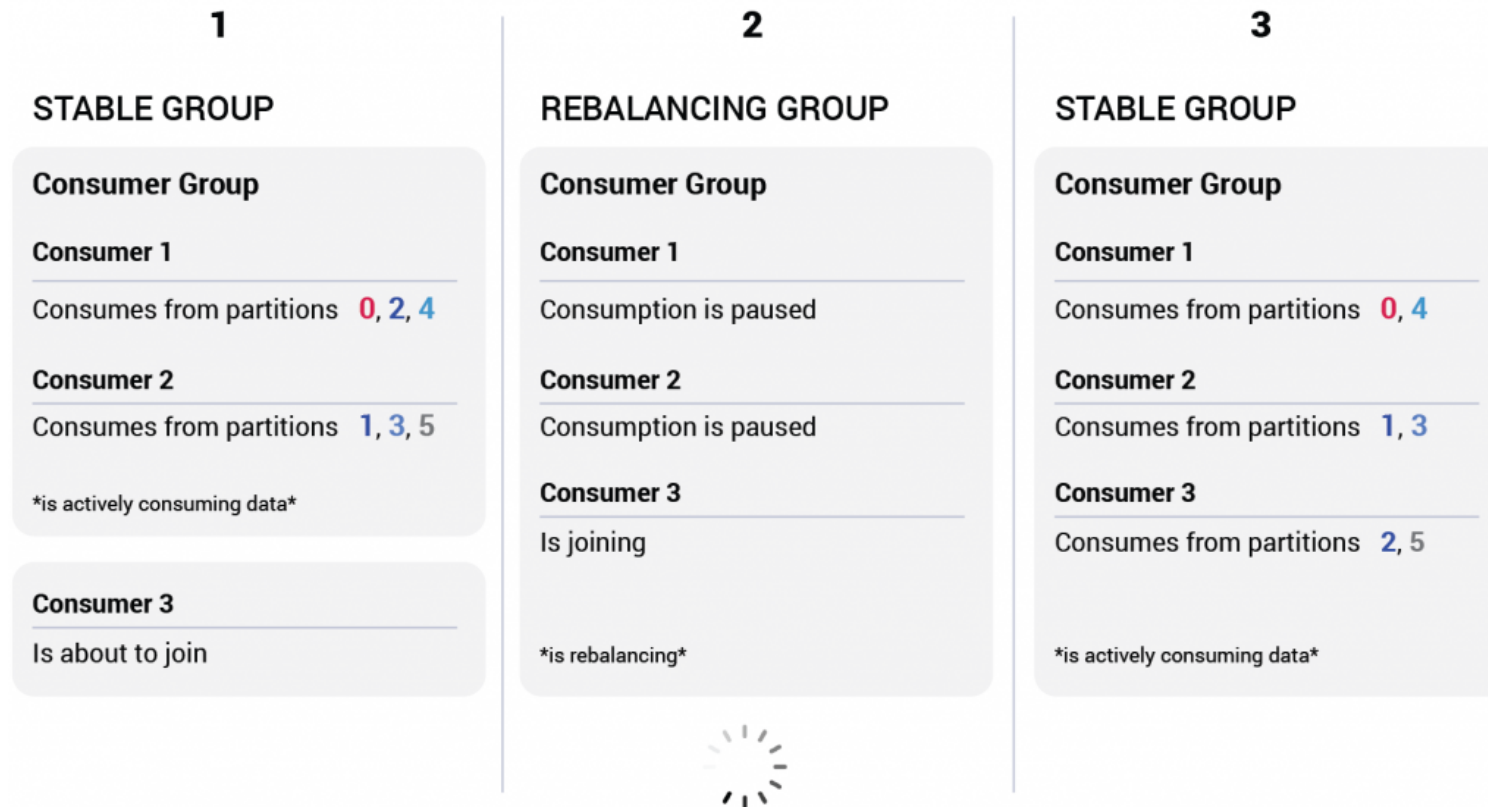 1
STABLE GROUP
Consumer Group
Consumer 1
Consumes from partitions 0, 2, 4
Consumer 2
Consumes from partitions 1, 3, 5
*is actively consuming data*
Consumer 3
Is about to join
2
REBALANCING GROUP
Consumer Group
Consumer 1
Consumption is paused
Consumer 2
Consumption is paused
Consumer 3
Is joining
*is rebalancing*
3
STABLE GROUP
Consumer Group
Consumer 1
Consumes from partitions 0, 4
Consumer 2
Consumes from partitions 1, 3
Consumer 3
Consumes from partitions 2, 5
*is actively consuming data*